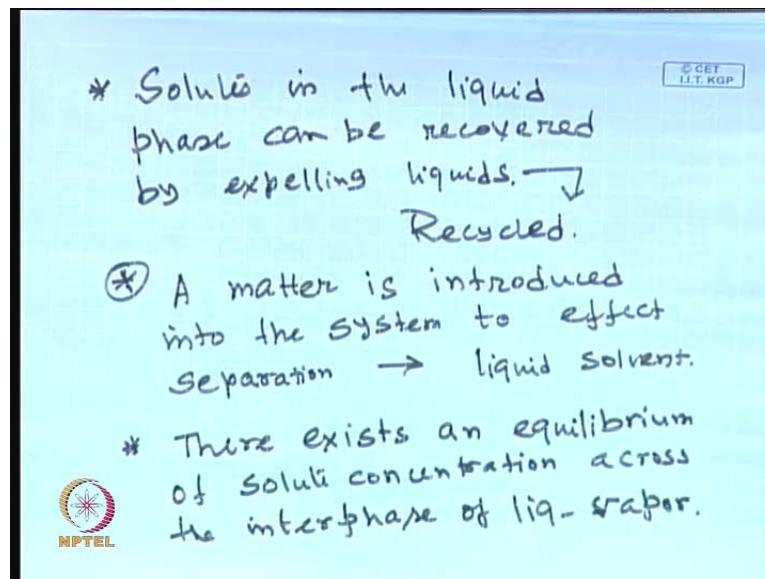 © CET
I.I.T. KGP
* Solutes in the liquid
phase can be recovered
by expelling liquids. →
Recycled.
* A matter is introduced
into the system to effect
separation → liquid solvent.
* There exists an equilibrium
of solute concentration across
the interphase of liq-vapor.
NPTEL